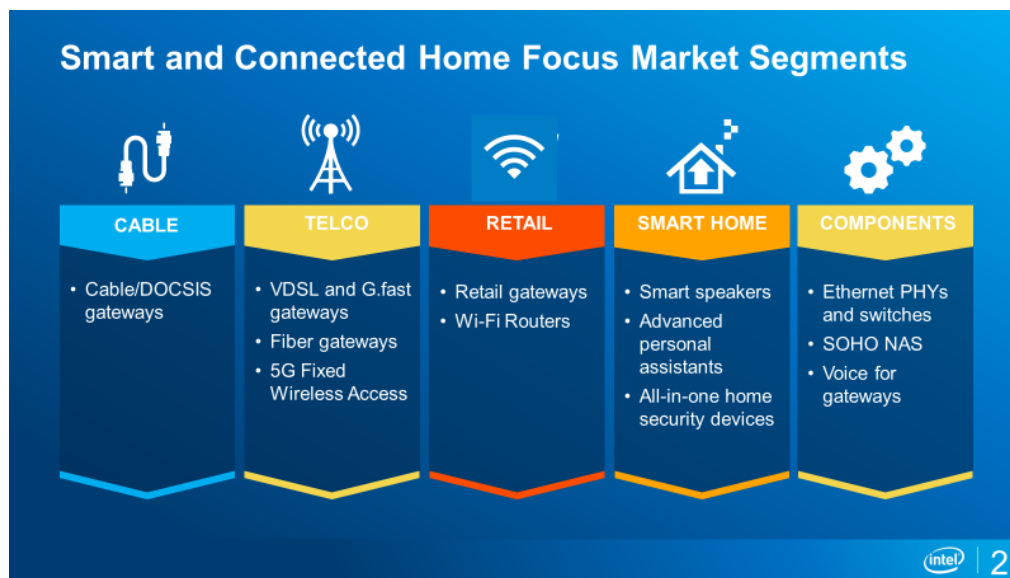 Smart and Connected Home Focus Market Segments
CABLE
• Cable/DOCSIS
gateways
TELCO
• VDSL and G.fast
gateways
• Fiber gateways
• 5G Fixed
Wireless Access
RETAIL
• Retail gateways
• Wi-Fi Routers
SMART HOME
• Smart speakers
• Advanced
personal
assistants
• All-in-one home
security devices
COMPONENTS
• Ethernet PHYs
and switches
• SOHO NAS
• Voice for
gateways
intel
2